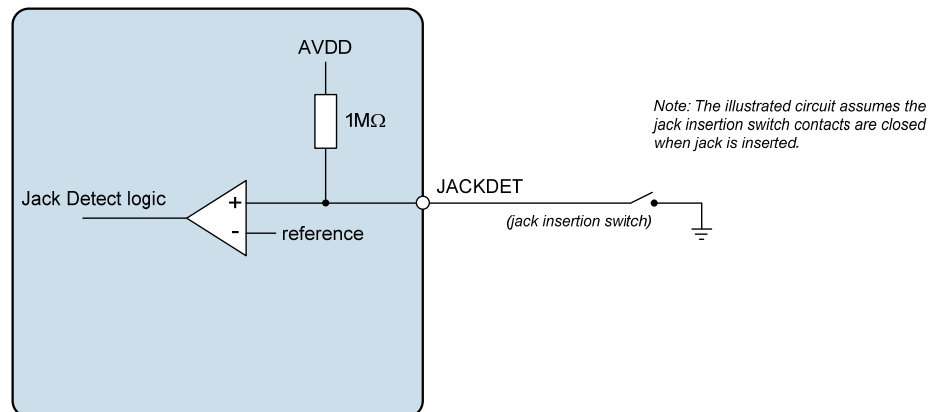 AVDD
1MΩ
Note: The illustrated circuit assumes the
jack insertion switch contacts are closed
when jack is inserted.
Jack Detect logic
+
-
reference
JACKDET
(jack insertion switch)